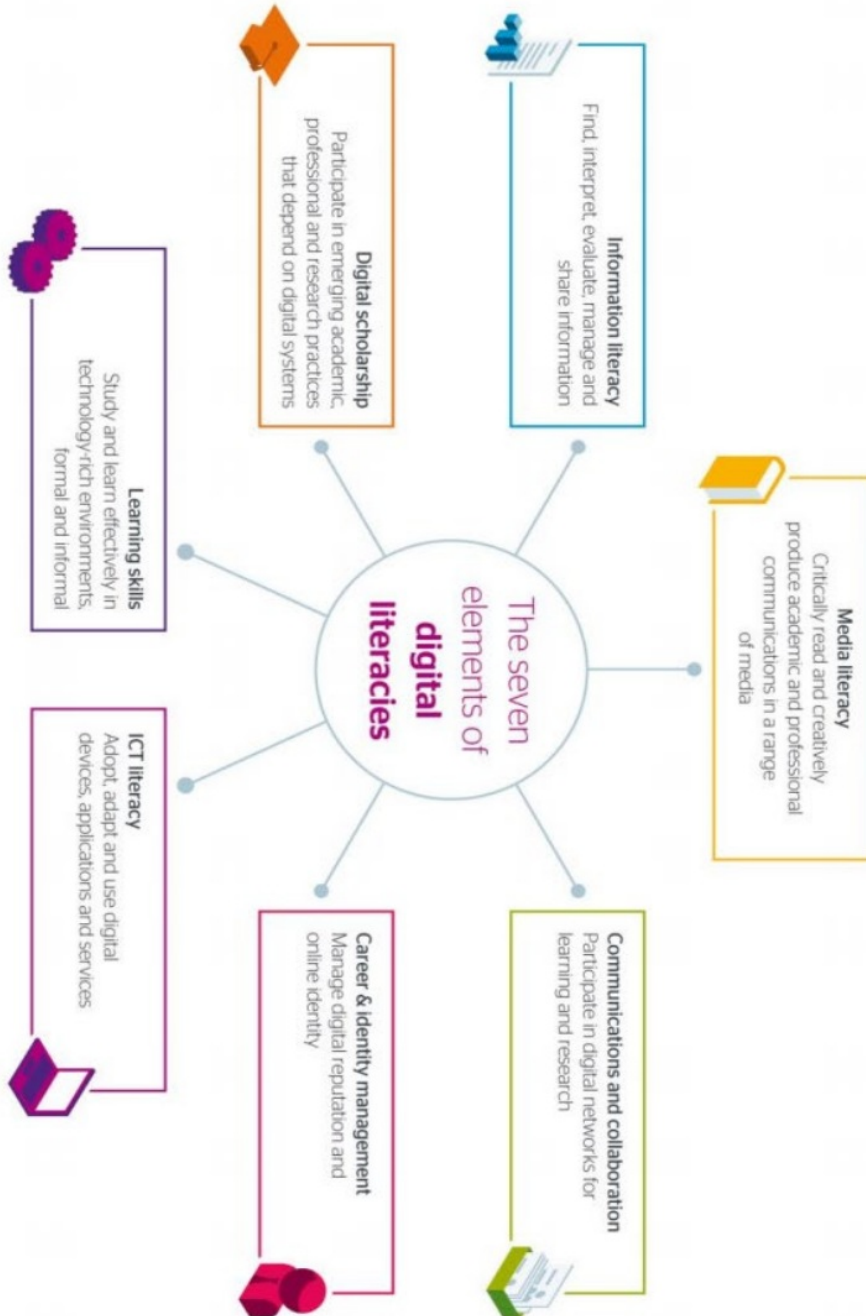 Media literacy
Critically read and creatively
produce academic and professional
communications in a range
of media
Information literacy
Find, interpret, evaluate, manage and
share information
Communications and collaboration
Participate in digital networks for
learning and research
The seven
elements of
digital
literacies
Digital scholarship
Participate in emerging academic,
professional and research practices
that depend on digital systems
Career & identity management
Manage digital reputation and
online identity
Learning skills
Study and learn effectively in
technology-rich environments,
formal and informal
ICT literacy
Adopt, adapt and use digital
devices, applications and services